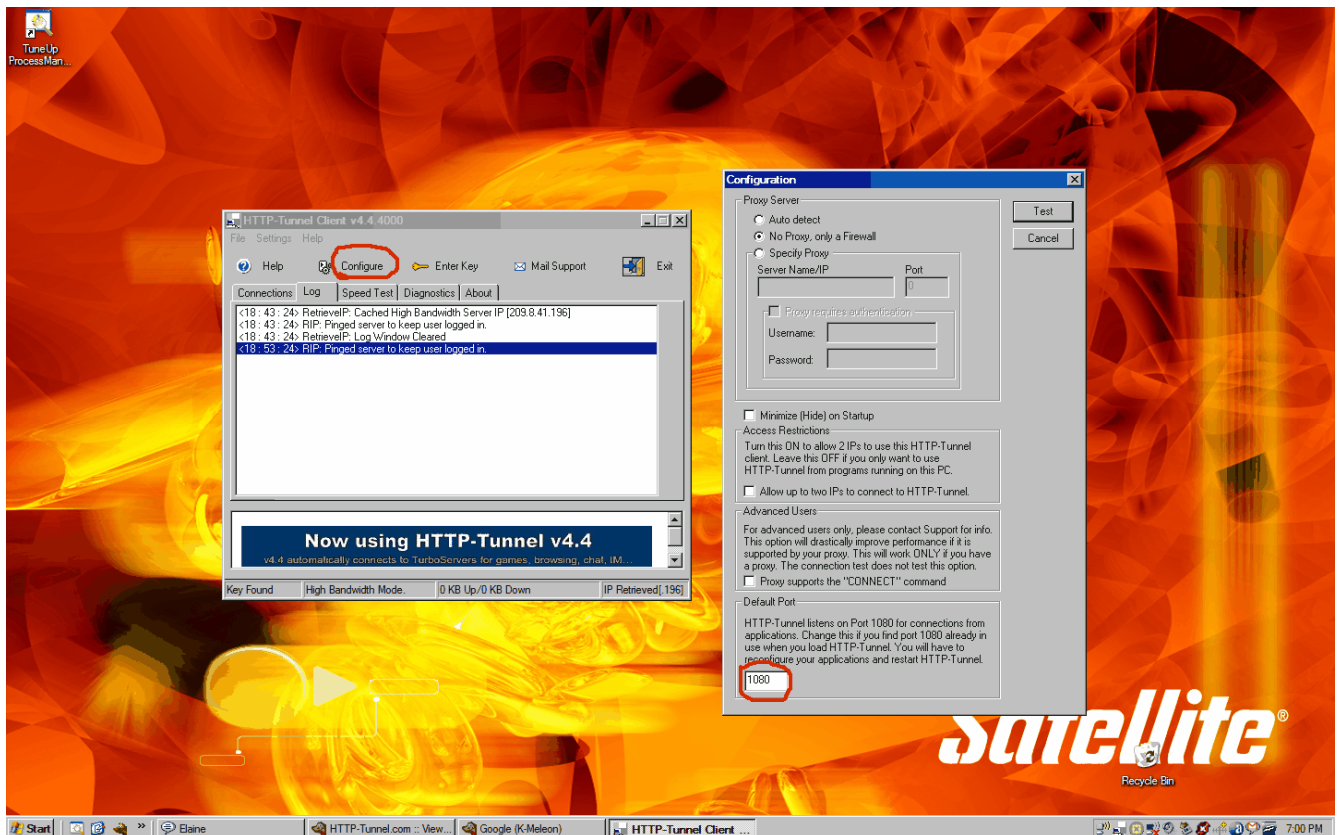 TuneUp
ProcessMan...
HTTP-Tunnel Client v4.4.4000
File Settings Help
Help Configure Enter Key Mail Support Exit
Connections Log Speed Test Diagnostics About
<18 : 43 : 24> RetrieveIP: Cached High Bandwidth Server IP [209.8.41.196]
<18 : 43 : 24> RIP: Pinged server to keep user logged in.
<18 : 43 : 24> RetrieveIP: Log Window Cleared
<18 : 53 : 24> RIP: Pinged server to keep user logged in.
Now using HTTP-Tunnel v4.4
v4.4 automatically connects to TurboServers for games, browsing, chat, IM...
Key Found High Bandwidth Mode. 0 KB Up/0 KB Down IP Retrieved[.196]
Configuration
Proxy Server
Auto detect
No Proxy, only a Firewall
Specify Proxy
Server Name/IP Port
0
Proxy requires authentication
Username:
Password:
Test
Cancel
Minimize (Hide) on Startup
Access Restrictions
Turn this ON to allow 2 IPs to use this HTTP-Tunnel
client. Leave this OFF if you only want to use
HTTP-Tunnel from programs running on this PC.
Allow up to two IPs to connect to HTTP-Tunnel.
Advanced Users
For advanced users only, please contact Support for info.
This option will drastically improve performance if it is
supported by your proxy. This will work ONLY if you have
a proxy. The connection test does not test this option.
Proxy supports the "CONNECT" command
Default Port
HTTP-Tunnel listens on Port 1080 for connections from
applications. Change this if you find port 1080 already in
use when you load HTTP-Tunnel. You will have to
reconfigure your applications and restart HTTP-Tunnel.
1080
Satellite®
Recycle Bin
Start » Elaine HTTP-Tunnel.com :: View... Google (K-Meleon) HTTP-Tunnel Client ... 7:00 PM